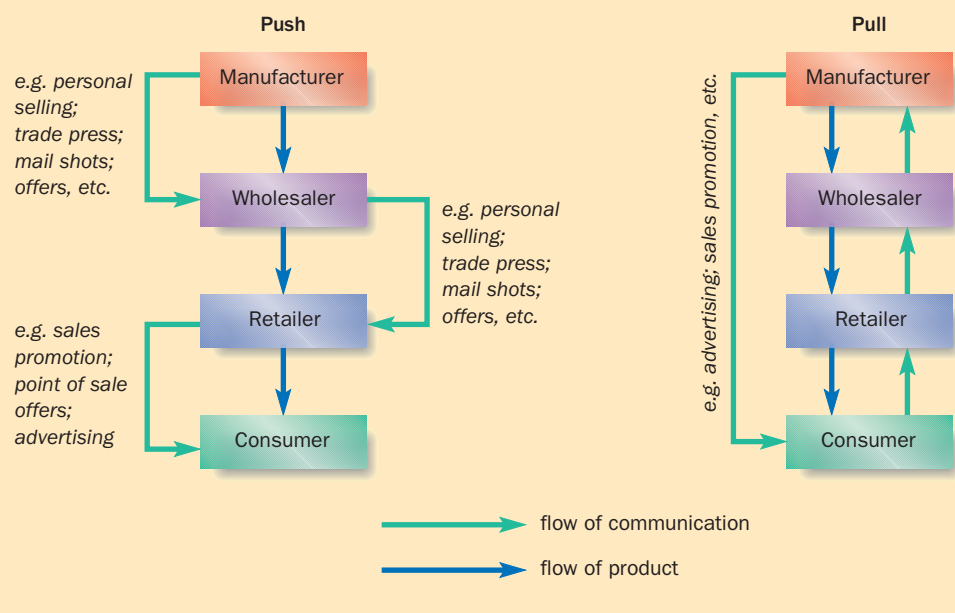 Push
Manufacturer
e.g. personal
selling;
trade press;
mail shots;
offers, etc.
Wholesaler
e.g. personal
selling;
trade press;
mail shots;
offers, etc.
Retailer
e.g. sales
promotion;
point of sale
offers;
advertising
Consumer
Pull
Manufacturer
e.g. advertising; sales promotion, etc.
Wholesaler
Retailer
Consumer
flow of communication
flow of product